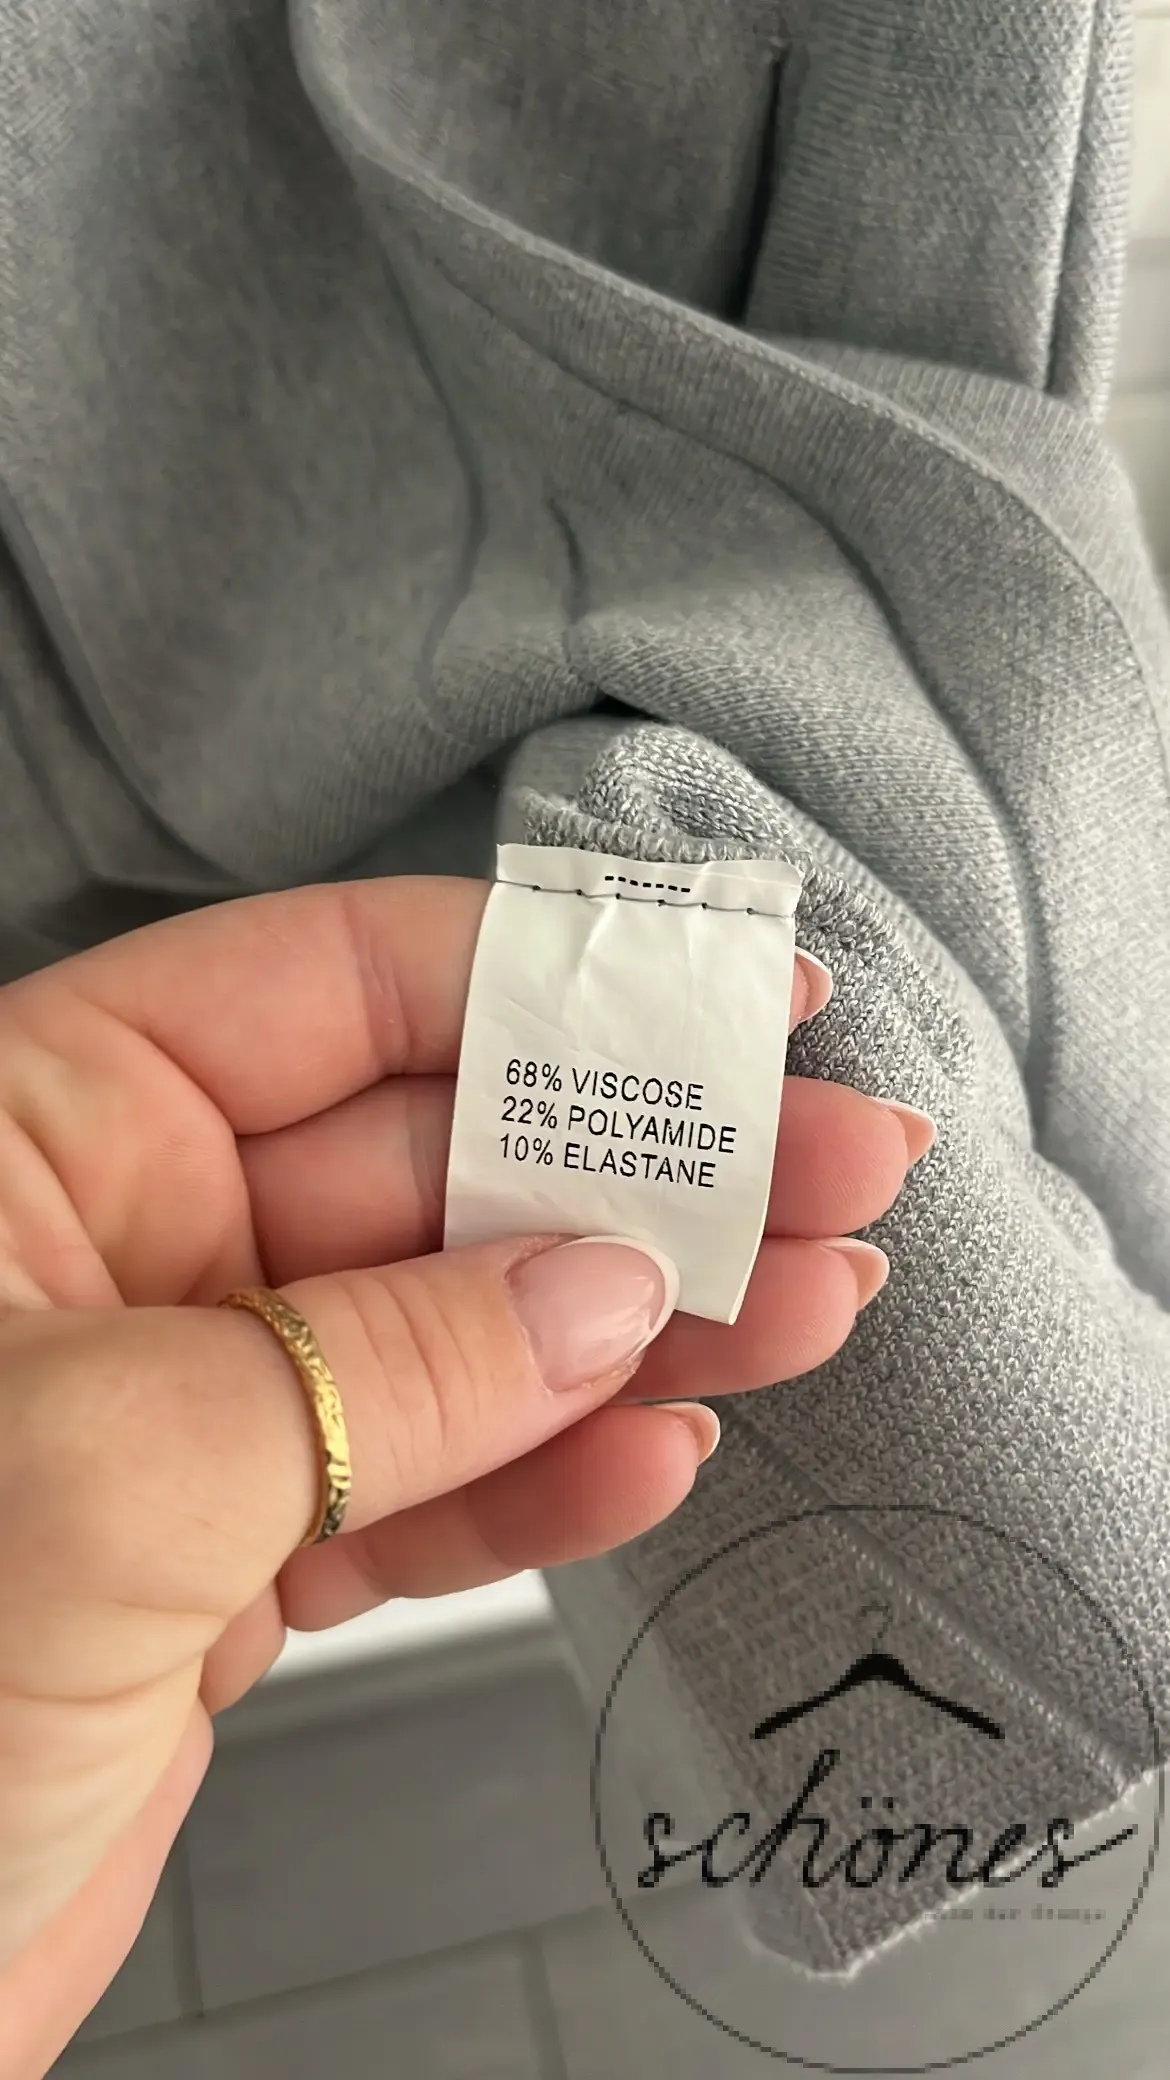 68% VISCOSE
22% POLYAMIDE
10% ELASTANE
schönes